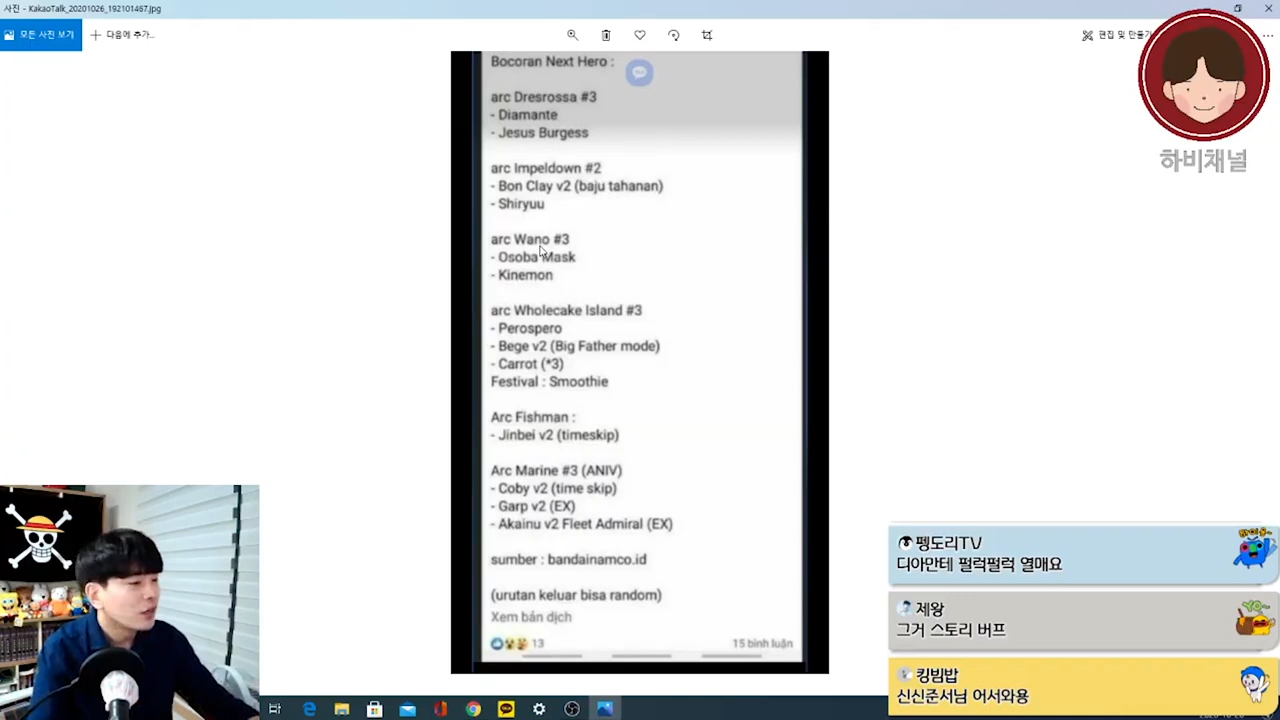 사진 - KakaoTalk_20201026_192101467.jpg
모든 사진 보기
다음에 추가...
편집 및 만들기
하비채널
Bocoran Next Hero :
arc Dresrossa #3
- Diamante
- Jesus Burgess
arc Impeldown #2
- Bon Clay v2 (baju tahanan)
- Shiryuu
arc Wano #3
- Osoba Mask
- Kinemon
arc Wholecake Island #3
- Perospero
- Bege v2 (Big Father mode)
- Carrot (*3)
Festival : Smoothie
Arc Fishman :
- Jinbei v2 (timeskip)
Arc Marine #3 (ANIV)
- Coby v2 (time skip)
- Garp v2 (EX)
- Akainu v2 Fleet Admiral (EX)
sumber : bandainamco.id
(urutan keluar bisa random)
Xem bản dịch
13
15 bình luận
펭도리TV
디아만테 펄럭펄럭 열매요
제왕
그거 스토리 버프
킹빔밥
신신준서님 어서와용